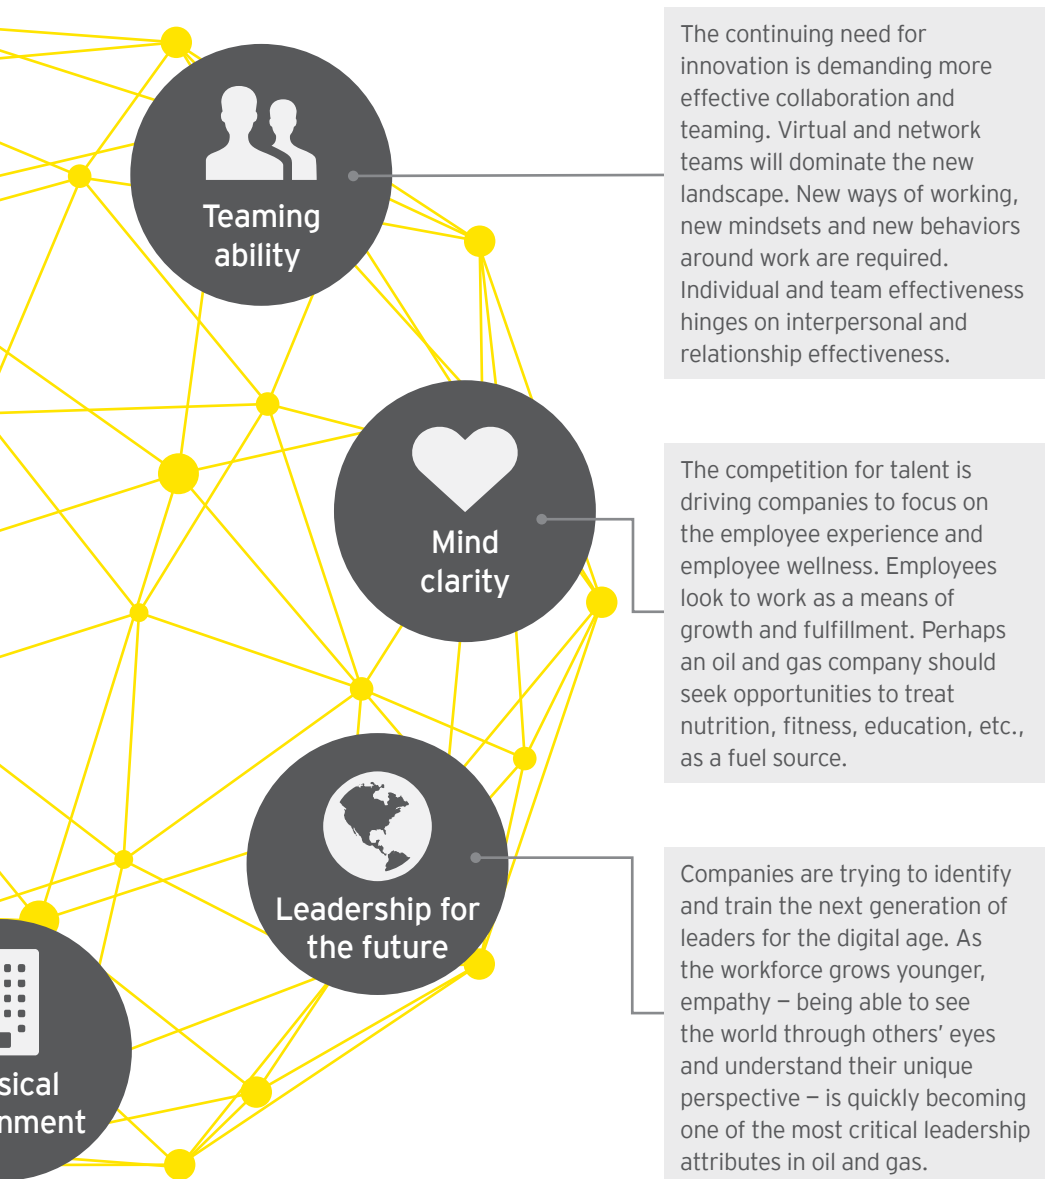 Teaming
ability
The continuing need for
innovation is demanding more
effective collaboration and
teaming. Virtual and network
teams will dominate the new
landscape. New ways of working,
new mindsets and new behaviors
around work are required.
Individual and team effectiveness
hinges on interpersonal and
relationship effectiveness.
Mind
clarity
The competition for talent is
driving companies to focus on
the employee experience and
employee wellness. Employees
look to work as a means of
growth and fulfillment. Perhaps
an oil and gas company should
seek opportunities to treat
nutrition, fitness, education, etc.,
as a fuel source.
Leadership for
the future
Companies are trying to identify
and train the next generation of
leaders for the digital age. As
the workforce grows younger,
empathy – being able to see
the world through others’ eyes
and understand their unique
perspective – is quickly becoming
one of the most critical leadership
attributes in oil and gas.
sical
nment